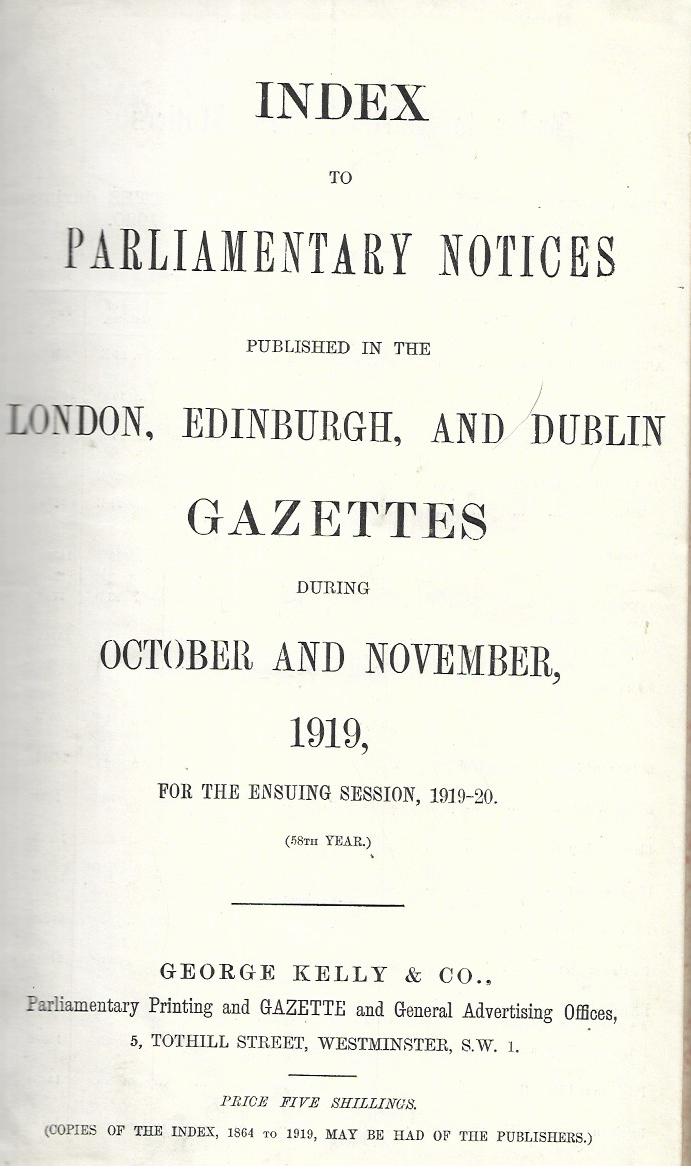 INDEX
TO
PARLIAMENTARY NOTICES
PUBLISHED IN THE
LONDON, EDINBURGH, AND DUBLIN
GAZETTES
DURING
OCTOBER AND NOVEMBER,
1919,
FOR THE ENSUING SESSION, 1919-20.
(58TH YEAR.)
GEORGE KELLY & CO.,
Parliamentary Printing and GAZETTE and General Advertising Offices,
5, TOTHILL STREET, WESTMINSTER, S.W. 1.
PRICE FIVE SHILLINGS.
(COPIES OF THE INDEX, 1864 TO 1919, MAY BE HAD OF THE PUBLISHERS.)